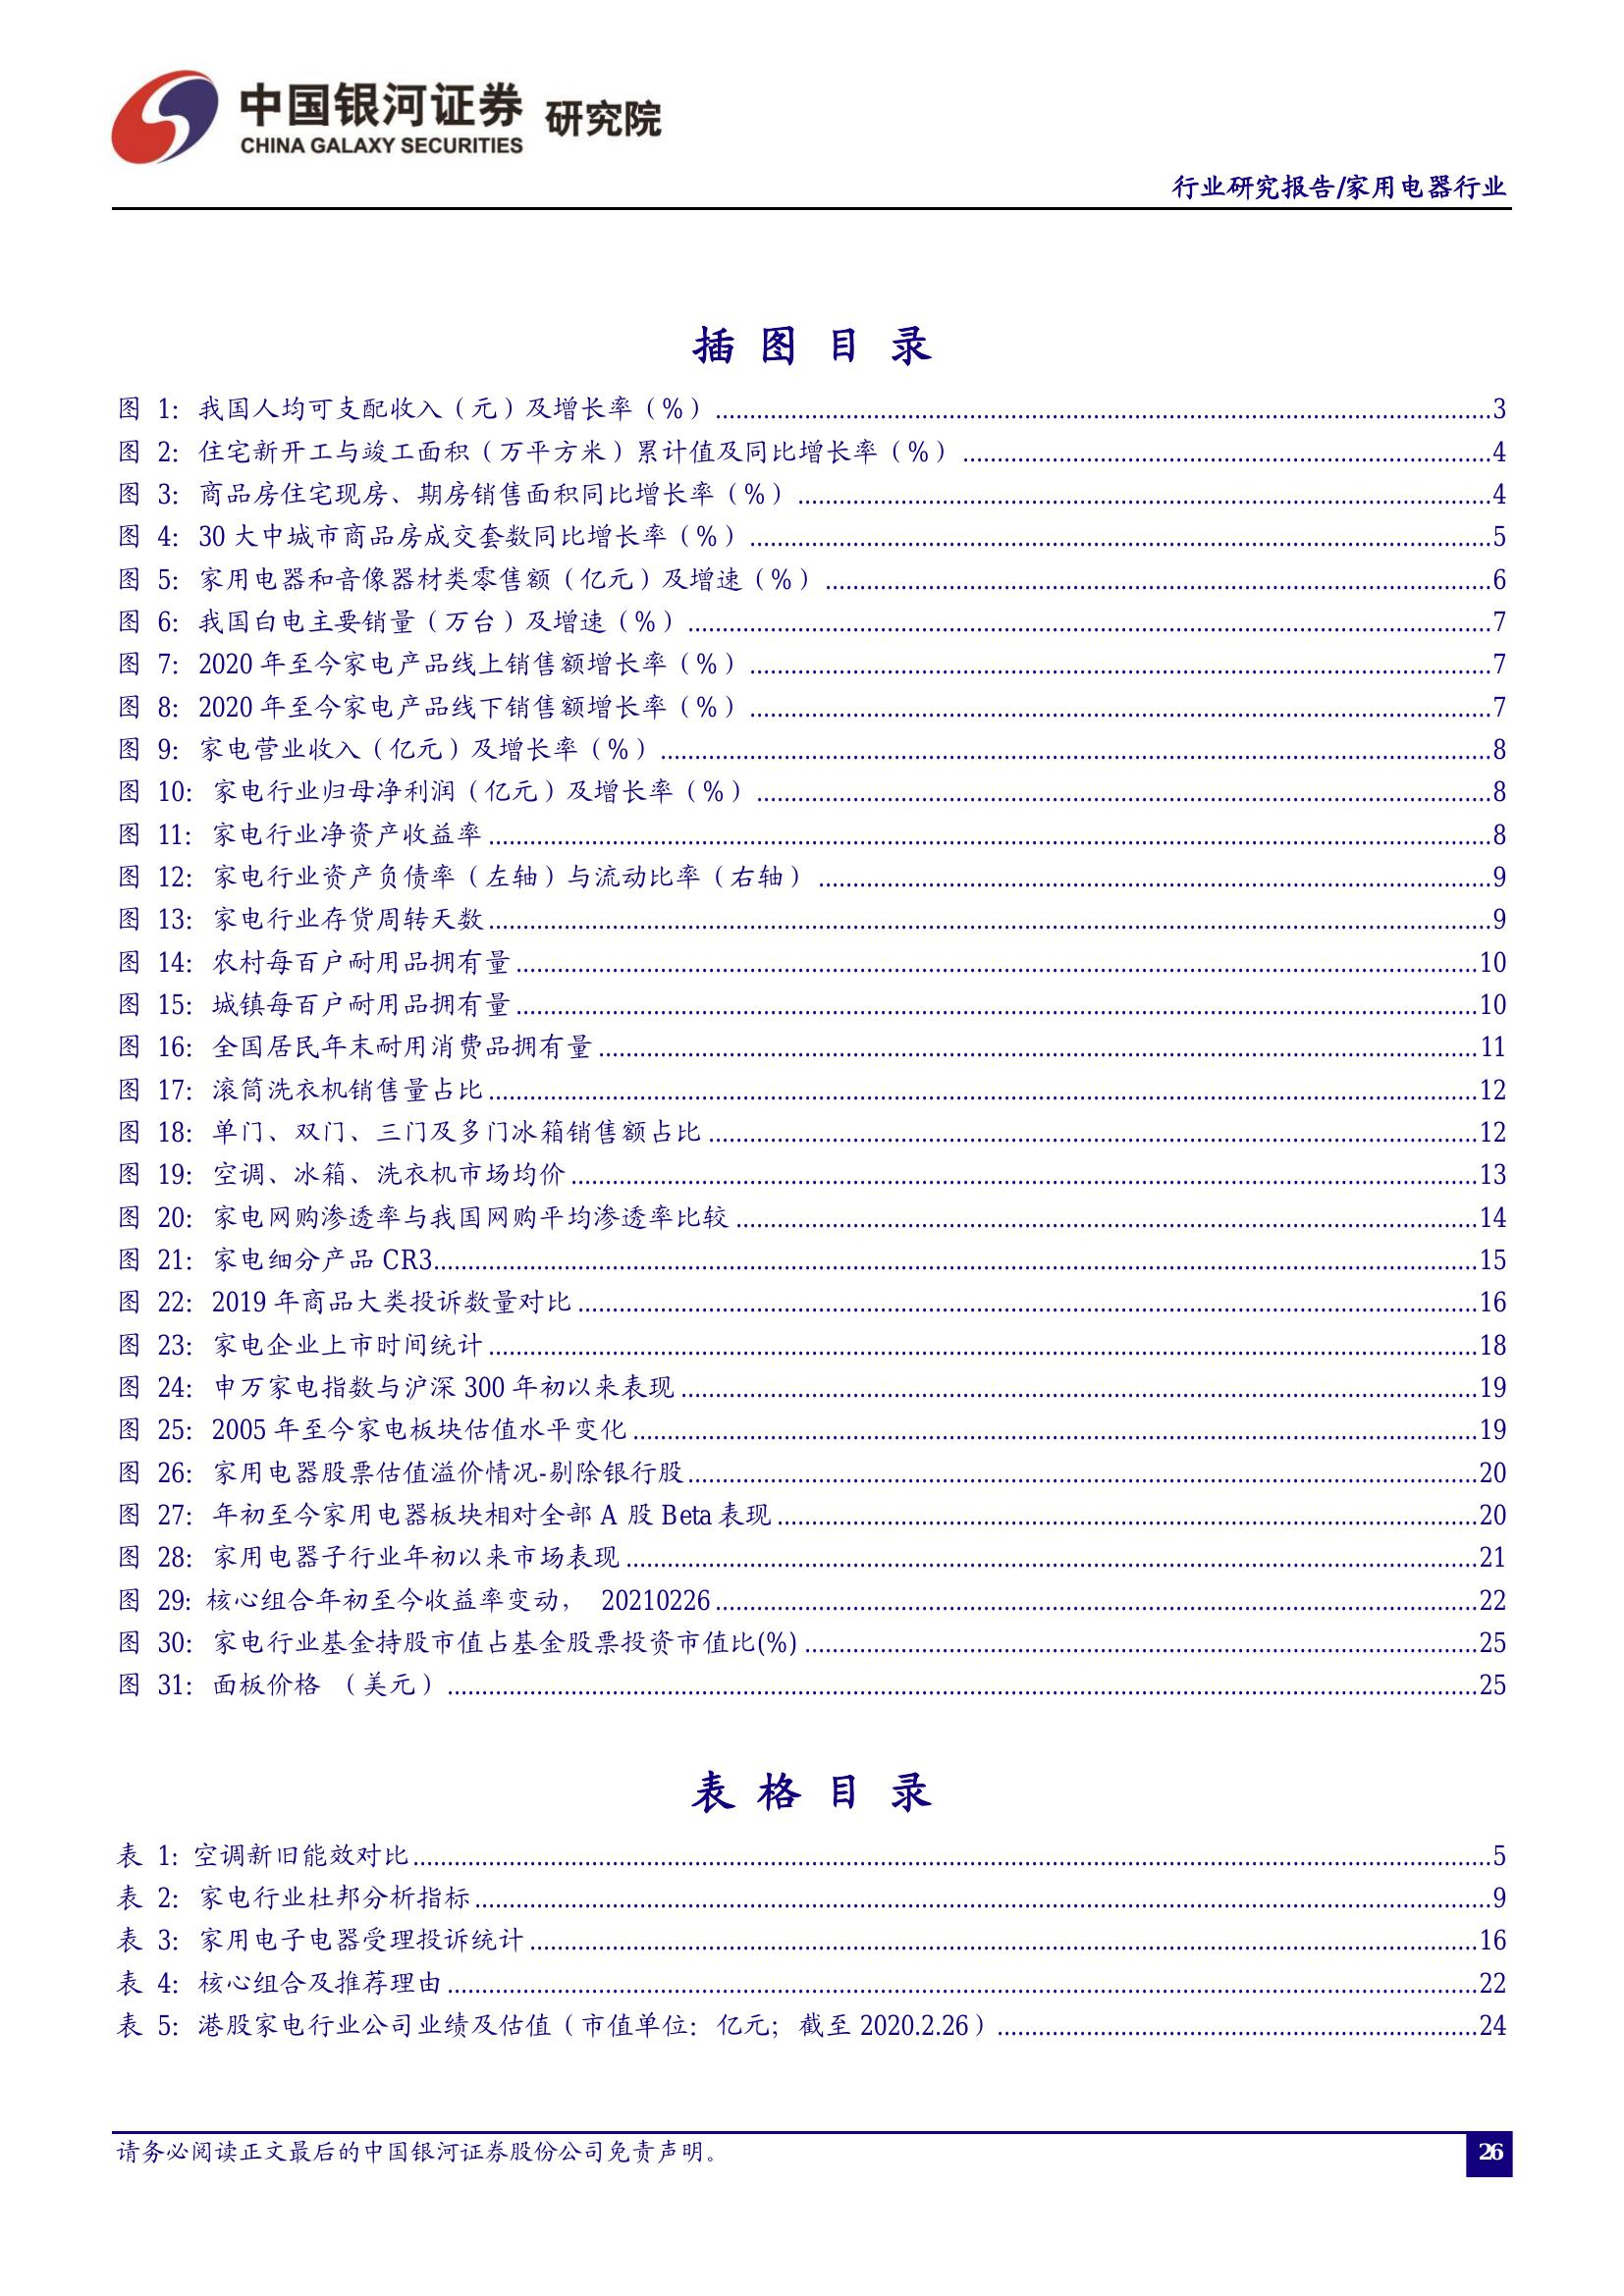 中国银河证券 研究院
CHINA GALAXY SECURITIES
行业研究报告/家用电器行业
插 图 目 录
图 1: 我国人均可支配收入（元）及增长率（%）......3
图 2: 住宅新开工与竣工面积（万平方米）累计值及同比增长率（%）......4
图 3: 商品房住宅现房、期房销售面积同比增长率（%）......4
图 4: 30 大中城市商品房成交套数同比增长率（%）......5
图 5: 家用电器和音像器材类零售额（亿元）及增速（%）......6
图 6: 我国白电主要销量（万台）及增速（%）......7
图 7: 2020 年至今家电产品线上销售额增长率（%）......7
图 8: 2020 年至今家电产品线下销售额增长率（%）......7
图 9: 家电营业收入（亿元）及增长率（%）......8
图 10: 家电行业归母净利润（亿元）及增长率（%）......8
图 11: 家电行业净资产收益率......8
图 12: 家电行业资产负债率（左轴）与流动比率（右轴）......9
图 13: 家电行业存货周转天数......9
图 14: 农村每百户耐用品拥有量......10
图 15: 城镇每百户耐用品拥有量......10
图 16: 全国居民年末耐用消费品拥有量......11
图 17: 滚筒洗衣机销售量占比......12
图 18: 单门、双门、三门及多门冰箱销售额占比......12
图 19: 空调、冰箱、洗衣机市场均价......13
图 20: 家电网购渗透率与我国网购平均渗透率比较......14
图 21: 家电细分产品 CR3......15
图 22: 2019 年商品大类投诉数量对比......16
图 23: 家电企业上市时间统计......18
图 24: 申万家电指数与沪深 300 年初以来表现......19
图 25: 2005 年至今家电板块估值水平变化......19
图 26: 家用电器股票估值溢价情况-剔除银行股......20
图 27: 年初至今家用电器板块相对全部 A 股 Beta 表现......20
图 28: 家用电器子行业年初以来市场表现......21
图 29: 核心组合年初至今收益率变动， 20210226......22
图 30: 家电行业基金持股市值占基金股票投资市值比(%)......25
图 31: 面板价格 （美元）......25
表 格 目 录
表 1: 空调新旧能效对比......5
表 2: 家电行业杜邦分析指标......9
表 3: 家用电子电器受理投诉统计......16
表 4: 核心组合及推荐理由......22
表 5: 港股家电行业公司业绩及估值（市值单位：亿元；截至 2020.2.26）......24
请务必阅读正文最后的中国银河证券股份公司免责声明。
26